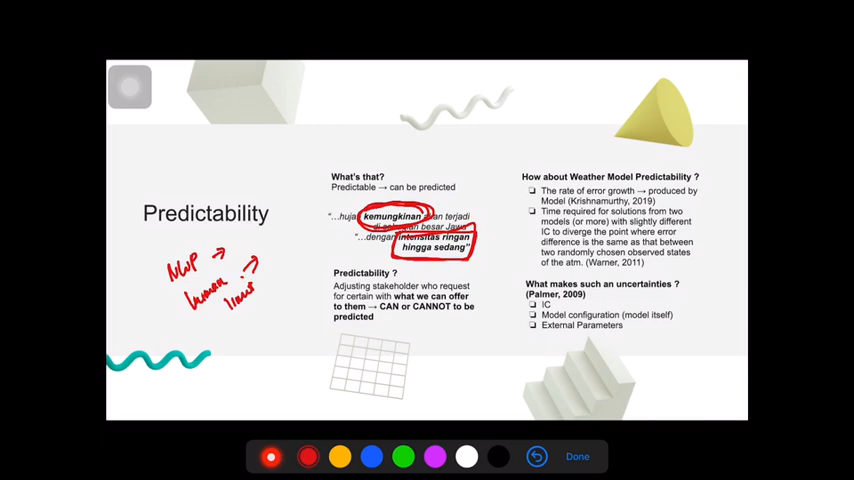 Predictability
NWP →
human
What's that?
Predictable → can be predicted
"…hujan kemungkinan akan terjadi
di sebagian besar Jawa"
"…dengan intensitas ringan
hingga sedang"
Predictability ?
Adjusting stakeholder who request
for certain with what we can offer
to them → CAN or CANNOT to be
predicted
How about Weather Model Predictability ?
The rate of error growth → produced by
Model (Krishnamurthy, 2019)
Time required for solutions from two
models (or more) with slightly different
IC to diverge the point where error
difference is the same as that between
two randomly chosen observed states
of the atm. (Warner, 2011)
What makes such an uncertainties ?
(Palmer, 2009)
IC
Model configuration (model itself)
External Parameters
Done